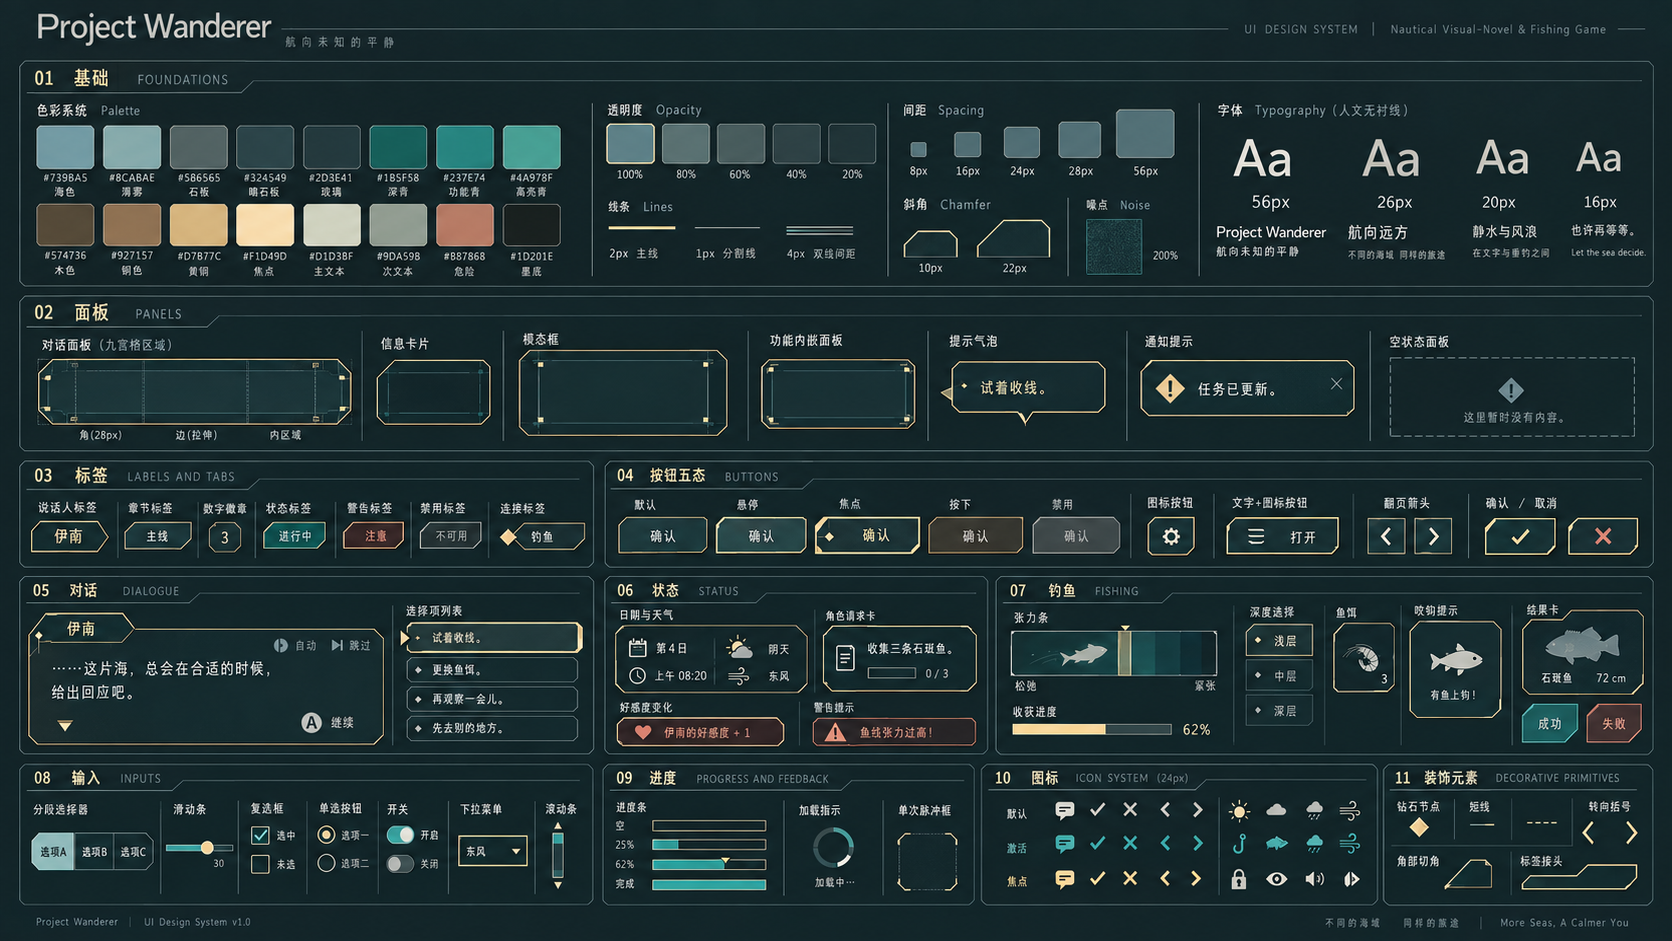 Project Wanderer
航向未知的平静
UI DESIGN SYSTEM | Nautical Visual-Novel & Fishing Game
01 基础 FOUNDATIONS
色彩系统 Palette
#739BA5 #8CABAE #586565 #324549 #2D3E41 #1B5F58 #237E74 #4A978F
海色 海雾 石板 暗石板 玻璃 深青 功能青 高亮青
#574736 #927157 #D7B77C #F1D49D #D1D3BF #9DA59B #B87868 #1D201E
木色 铜色 黄铜 焦点 主文本 次文本 危险 墨底
透明度 Opacity
100% 80% 60% 40% 20%
线条 Lines
2px 主线 1px 分割线 4px 双线间距
间距 Spacing
8px 16px 24px 28px 56px
斜角 Chamfer
10px 22px
噪点 Noise
200%
字体 Typography（人文无衬线）
Aa Aa Aa Aa
56px 26px 20px 16px
Project Wanderer 航向远方 静水与风浪 也许再等等。
航向未知的平静 不同的海域 同样的旅途 在文字与垂钓之间 Let the sea decide.
02 面板 PANELS
对话面板（九宫格区域）
角(28px) 边(拉伸) 内区域
信息卡片
模态框
功能内嵌面板
提示气泡
试着收线。
通知提示
任务已更新。
空状态面板
这里暂时没有内容。
03 标签 LABELS AND TABS
说话人标签 章节标签 数字徽章 状态标签 警告标签 禁用标签 连接标签
伊南 主线 3 进行中 注意 不可用 钓鱼
04 按钮五态 BUTTONS
默认 悬停 焦点 按下 禁用 图标按钮 文字+图标按钮 翻页箭头 确认 / 取消
确认 确认 确认 确认 确认 打开
05 对话 DIALOGUE
伊南
自动 跳过
……这片海，总会在合适的时候，
给出回应吧。
A 继续
选择项列表
试着收线。
更换鱼饵。
再观察一会儿。
先去别的地方。
06 状态 STATUS
日期与天气
第4日 阴天
上午 08:20 东风
角色请求卡
收集三条石斑鱼。
0 / 3
好感度变化
伊南的好感度 + 1
警告提示
鱼线张力过高！
07 钓鱼 FISHING
张力条
松弛 紧张
收获进度
62%
深度选择
浅层
中层
深层
鱼饵
3
咬钩提示
有鱼上钩！
结果卡
石斑鱼 72 cm
成功 失败
08 输入 INPUTS
分段选择器
选项A 选项B 选项C
滑动条
30
复选框
选中
未选
单选按钮
选项一
选项二
开关
开启
关闭
下拉菜单
东风
滚动条
09 进度 PROGRESS AND FEEDBACK
进度条
空
25%
62%
完成
加载指示
加载中…
单次脉冲框
10 图标 ICON SYSTEM (24px)
默认
激活
焦点
11 装饰元素 DECORATIVE PRIMITIVES
钻石节点 短线 转向括号
角部切角 标签接头
Project Wanderer | UI Design System v1.0
不同的海域 同样的旅途 | More Seas, A Calmer You